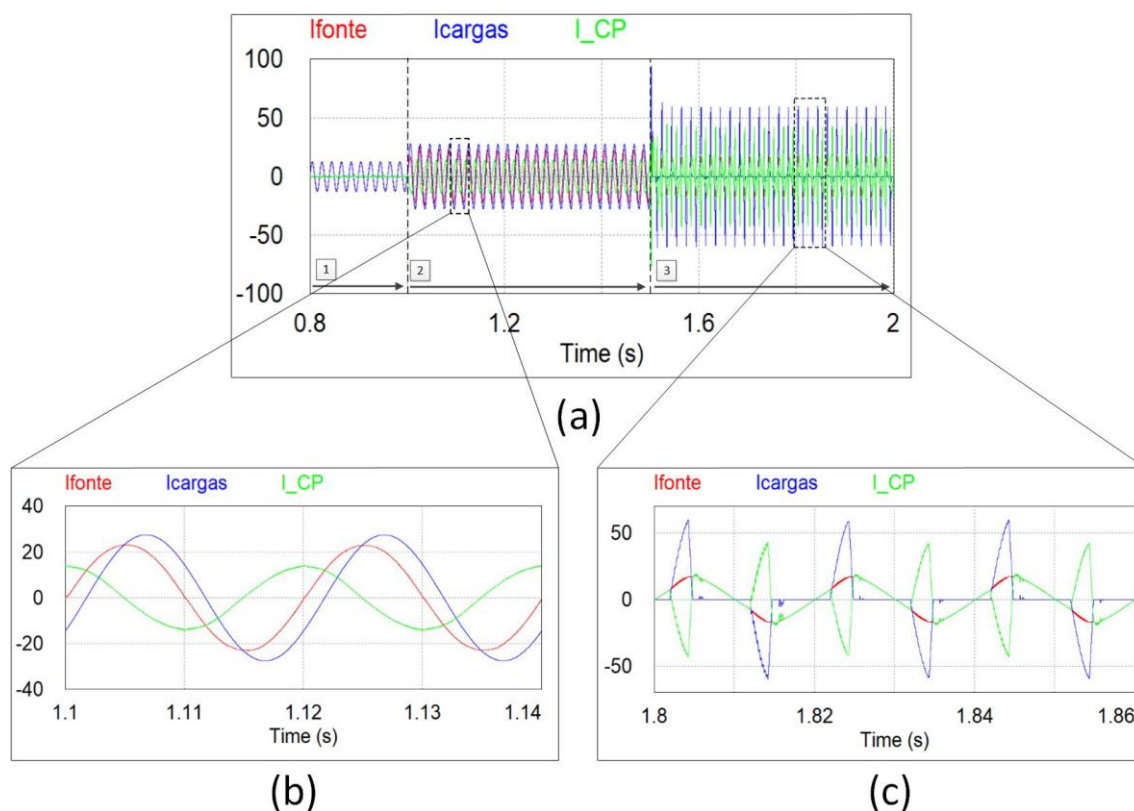 Ifonte Icargas I_CP
100
50
0
-50
-100
1 2 3
0.8 1.2 1.6 2
Time (s)
(a)
Ifonte Icargas I_CP
40
20
0
-20
-40
1.1 1.11 1.12 1.13 1.14
Time (s)
(b)
Ifonte Icargas I_CP
50
0
-50
1.8 1.82 1.84 1.86
Time (s)
(c)